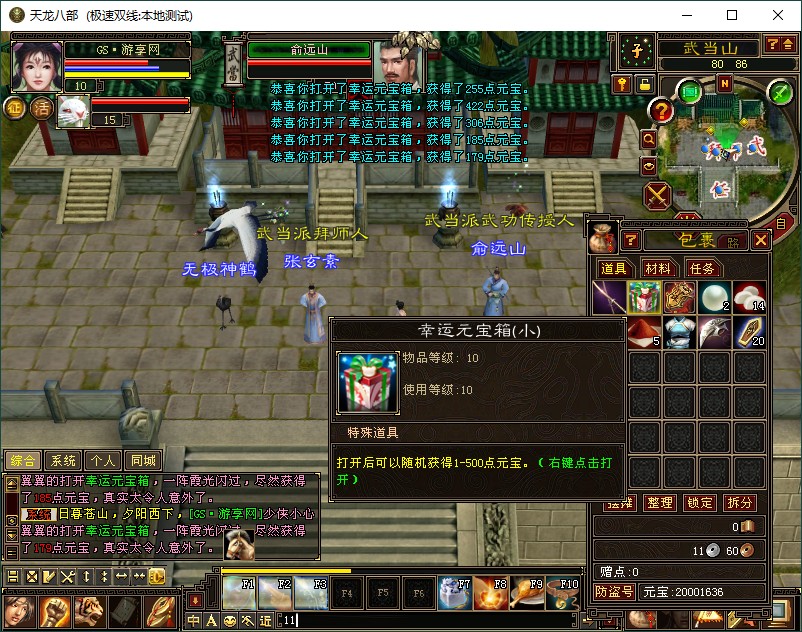 天龙八部 (极速双线:本地测试)
GS·游享网
10
15
征
活
武当
俞远山
子
武当山
80 86
N
恭喜你打开了幸运元宝箱，获得了255点元宝。
恭喜你打开了幸运元宝箱，获得了422点元宝。
恭喜你打开了幸运元宝箱，获得了306点元宝。
恭喜你打开了幸运元宝箱，获得了185点元宝。
恭喜你打开了幸运元宝箱，获得了179点元宝。
武当派拜师人
张玄素
武当派武功传授人
俞远山
无极神鹤
包裹
路
道具
材料
任务
2
14
5
20
幸运元宝箱(小)
物品等级: 10
使用等级:10
特殊道具
打开后可以随机获得1-500点元宝。(右键点击打
开)
摆摊
整理
锁定
拆分
0
11
60
赠点:0
防盗号
元宝:20001636
综合
系统
个人
同城
翼翼的打开幸运元宝箱，一阵霞光闪过，尽然获得
了185点元宝，真实太令人意外了。
系统 日暮苍山，夕阳西下，[GS·游享网]少侠小心
翼翼的打开幸运元宝箱，一阵霞光闪过，尽然获得
了179点元宝，真实太令人意外了。
F1
F2
F3
F4
F5
F6
F7
F8
F9
F10
中
A
近
11